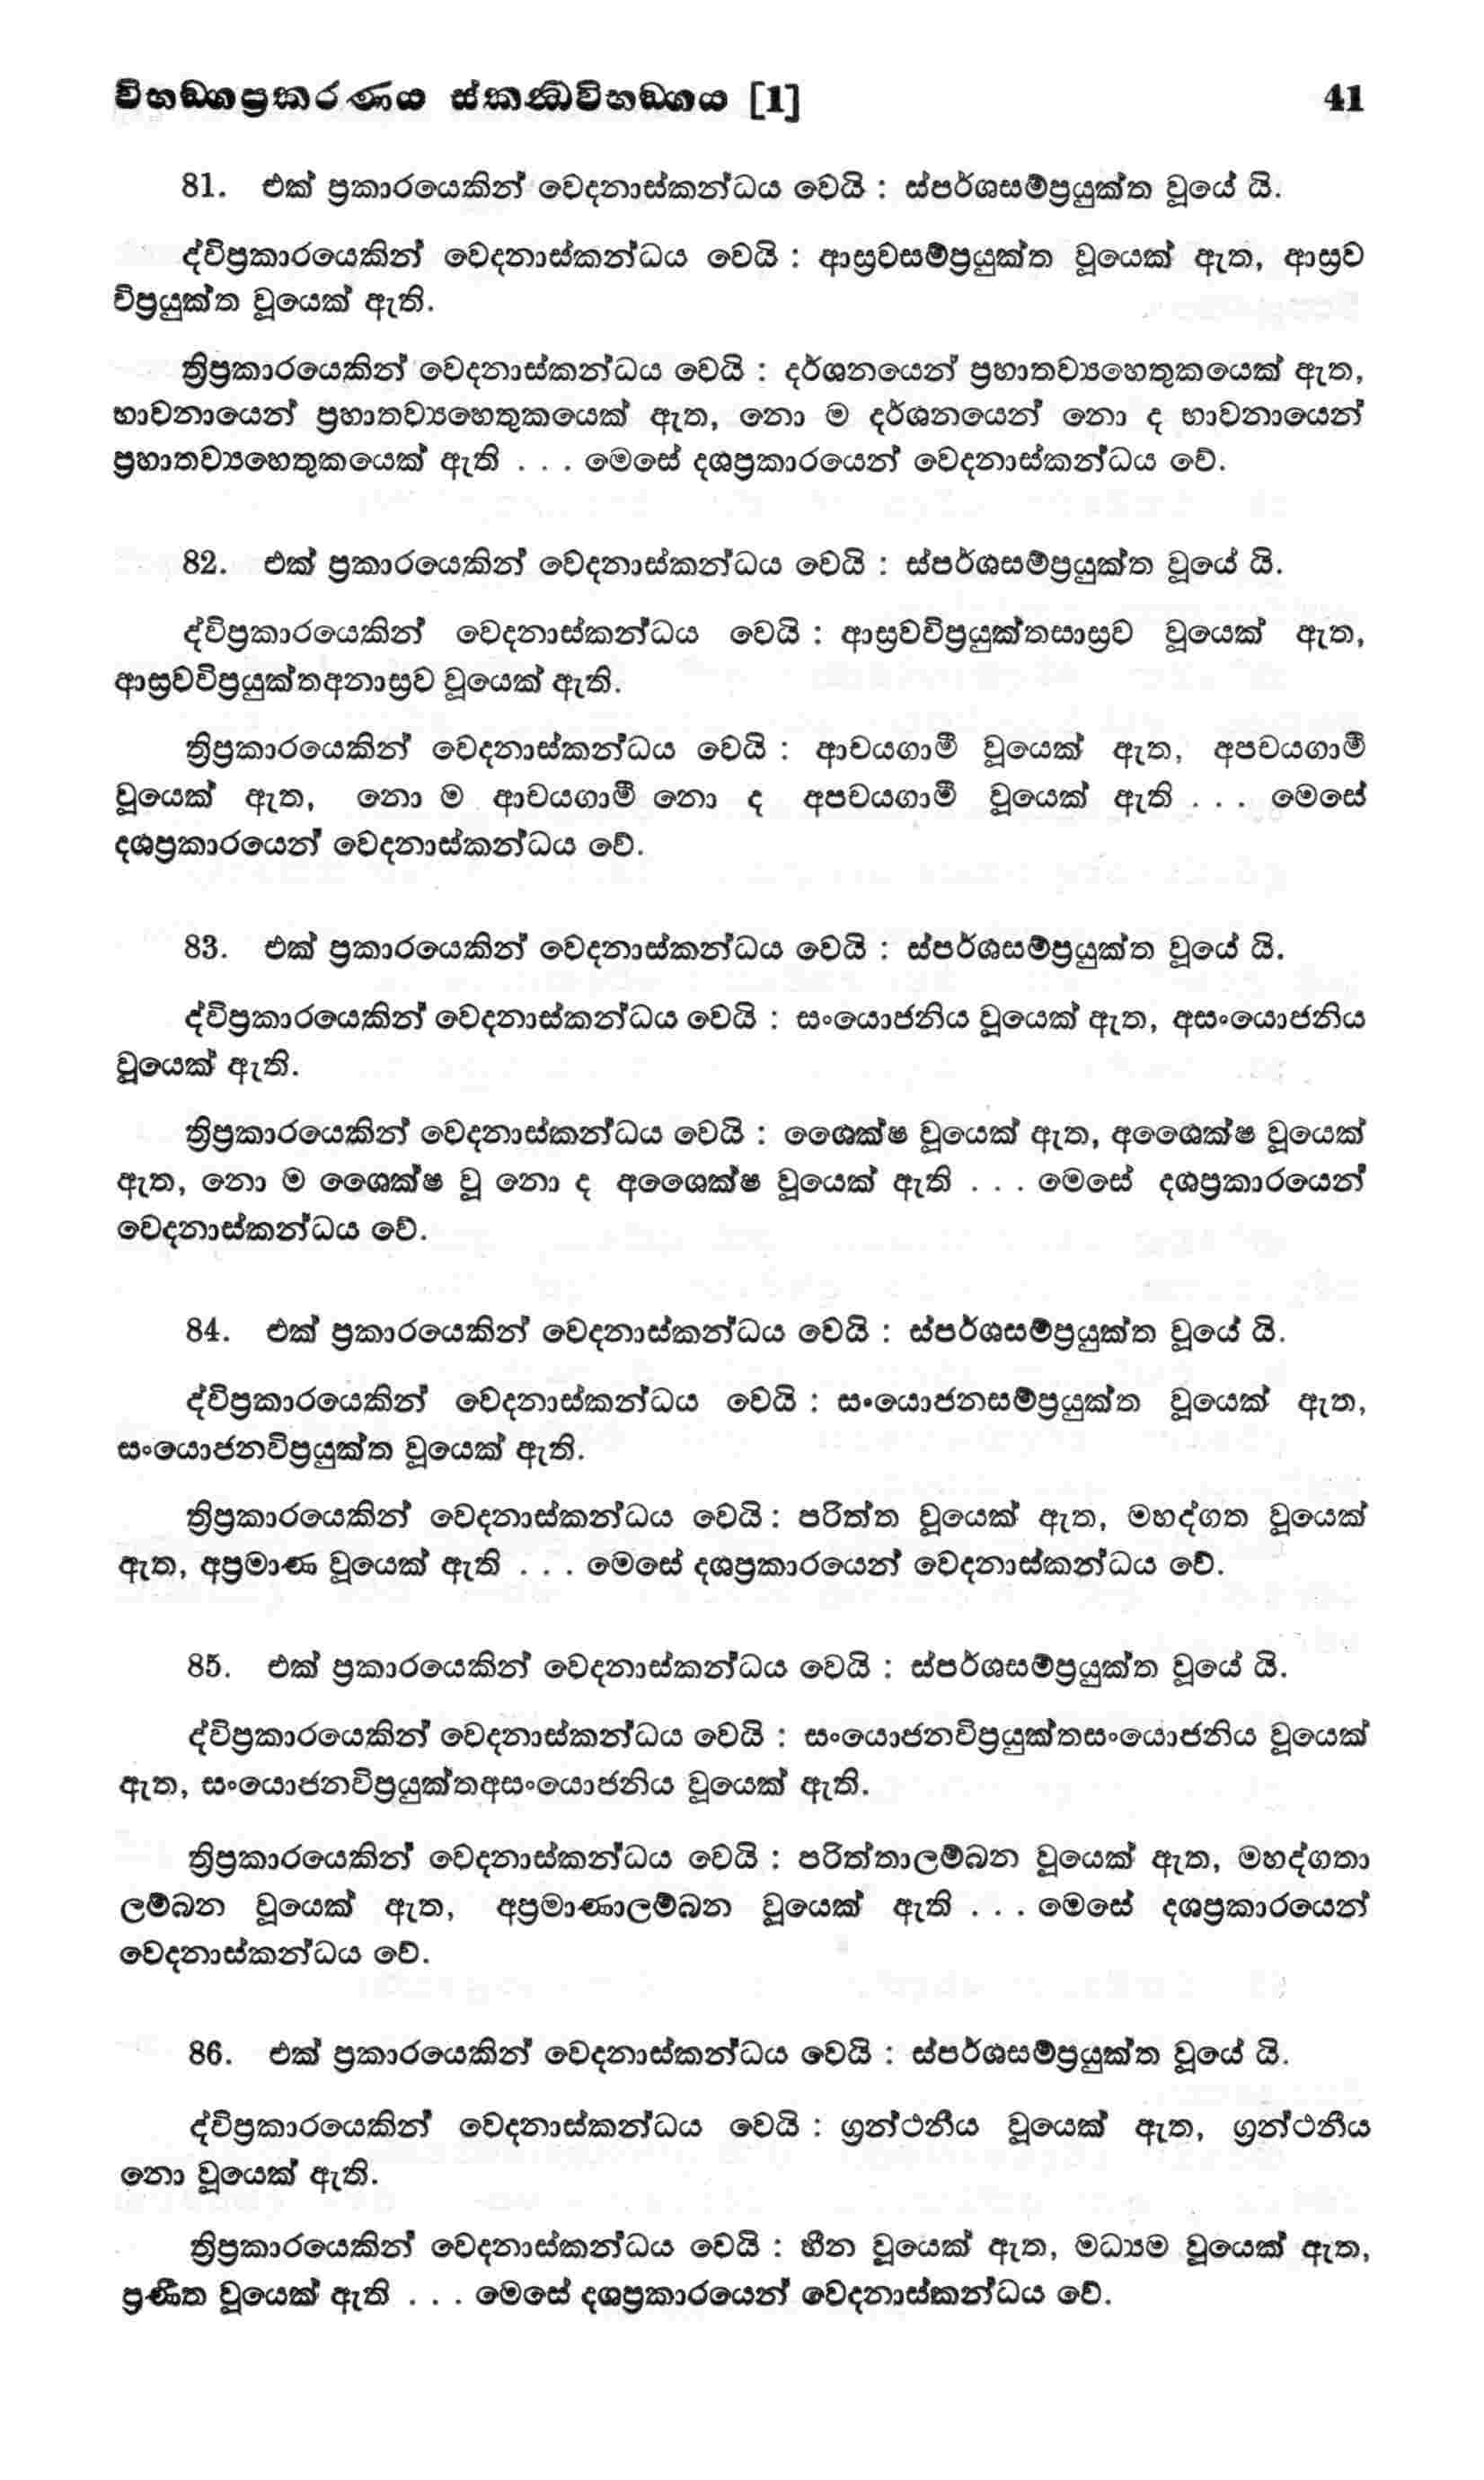 විභඞ්ගප්‍රකරණය ස්කන්ධවිභඞ්ගය [1] 41
81. එක් ප්‍රකාරයෙකින් වෙදනාස්කන්ධය වෙයි : ස්පර්ශසම්ප්‍රයුක්ත වූයේ යි.
ද්විප්‍රකාරයෙකින් වෙදනාස්කන්ධය වෙයි : ආස්‍රවසම්ප්‍රයුක්ත වූයෙක් ඇත, ආස්‍රව
විප්‍රයුක්ත වූයෙක් ඇති.
ත්‍රිප්‍රකාරයෙකින් වෙදනාස්කන්ධය වෙයි : දර්ශනයෙන් ප්‍රහාතව්‍යහෙතුකයෙක් ඇත,
භාවනායෙන් ප්‍රහාතව්‍යහෙතුකයෙක් ඇත, නො ම දර්ශනයෙන් නො ද භාවනායෙන්
ප්‍රහාතව්‍යහෙතුකයෙක් ඇති . . . මෙසේ දශප්‍රකාරයෙන් වෙදනාස්කන්ධය වේ.
82. එක් ප්‍රකාරයෙකින් වෙදනාස්කන්ධය වෙයි : ස්පර්ශසම්ප්‍රයුක්ත වූයේ යි.
ද්විප්‍රකාරයෙකින් වෙදනාස්කන්ධය වෙයි : ආස්‍රවවිප්‍රයුක්තසාස්‍රව වූයෙක් ඇත,
ආස්‍රවවිප්‍රයුක්තඅනාස්‍රව වූයෙක් ඇති.
ත්‍රිප්‍රකාරයෙකින් වෙදනාස්කන්ධය වෙයි : ආචයගාමී වූයෙක් ඇත, අපචයගාමී
වූයෙක් ඇත, නො ම ආචයගාමී නො ද අපචයගාමී වූයෙක් ඇති . . . මෙසේ
දශප්‍රකාරයෙන් වෙදනාස්කන්ධය වේ.
83. එක් ප්‍රකාරයෙකින් වෙදනාස්කන්ධය වෙයි : ස්පර්ශසම්ප්‍රයුක්ත වූයේ යි.
ද්විප්‍රකාරයෙකින් වෙදනාස්කන්ධය වෙයි : සංයොජනිය වූයෙක් ඇත, අසංයොජනිය
වූයෙක් ඇති.
ත්‍රිප්‍රකාරයෙකින් වෙදනාස්කන්ධය වෙයි : ශෛක්ෂ වූයෙක් ඇත, අශෛක්ෂ වූයෙක්
ඇත, නො ම ශෛක්ෂ වූ නො ද අශෛක්ෂ වූයෙක් ඇති . . . මෙසේ දශප්‍රකාරයෙන්
වෙදනාස්කන්ධය වේ.
84. එක් ප්‍රකාරයෙකින් වෙදනාස්කන්ධය වෙයි : ස්පර්ශසම්ප්‍රයුක්ත වූයේ යි.
ද්විප්‍රකාරයෙකින් වෙදනාස්කන්ධය වෙයි : සංයොජනසම්ප්‍රයුක්ත වූයෙක් ඇත,
සංයොජනවිප්‍රයුක්ත වූයෙක් ඇති.
ත්‍රිප්‍රකාරයෙකින් වෙදනාස්කන්ධය වෙයි : පරිත්ත වූයෙක් ඇත, මහද්ගත වූයෙක්
ඇත, අප්‍රමාණ වූයෙක් ඇති . . . මෙසේ දශප්‍රකාරයෙන් වෙදනාස්කන්ධය වේ.
85. එක් ප්‍රකාරයෙකින් වෙදනාස්කන්ධය වෙයි : ස්පර්ශසම්ප්‍රයුක්ත වූයේ යි.
ද්විප්‍රකාරයෙකින් වෙදනාස්කන්ධය වෙයි : සංයොජනවිප්‍රයුක්තසංයොජනිය වූයෙක්
ඇත, සංයොජනවිප්‍රයුක්තඅසංයොජනිය වූයෙක් ඇති.
ත්‍රිප්‍රකාරයෙකින් වෙදනාස්කන්ධය වෙයි : පරිත්තාලම්බන වූයෙක් ඇත, මහද්ගතා
ලම්බන වූයෙක් ඇත, අප්‍රමාණාලම්බන වූයෙක් ඇති . . . මෙසේ දශප්‍රකාරයෙන්
වෙදනාස්කන්ධය වේ.
86. එක් ප්‍රකාරයෙකින් වෙදනාස්කන්ධය වෙයි : ස්පර්ශසම්ප්‍රයුක්ත වූයේ යි.
ද්විප්‍රකාරයෙකින් වෙදනාස්කන්ධය වෙයි : ග්‍රන්ථනීය වූයෙක් ඇත, ග්‍රන්ථනීය
නො වූයෙක් ඇති.
ත්‍රිප්‍රකාරයෙකින් වෙදනාස්කන්ධය වෙයි : හීන වූයෙක් ඇත, මධ්‍යම වූයෙක් ඇත,
ප්‍රණීත වූයෙක් ඇති . . . මෙසේ දශප්‍රකාරයෙන් වෙදනාස්කන්ධය වේ.